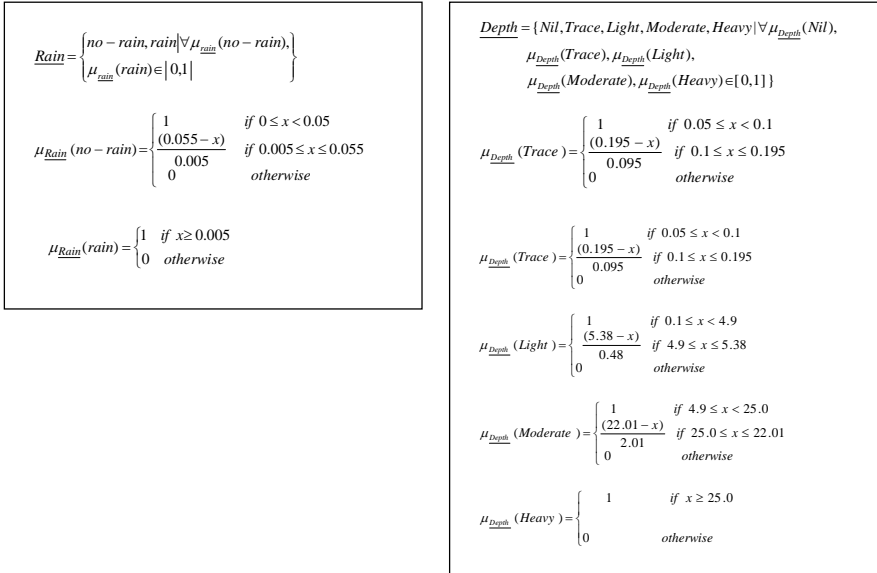 Rain = {no − rain, rain|∀μ_rain(no − rain),
μ_rain(rain)∈|0,1|}
μ_Rain (no − rain) = { 1 if 0 ≤ x < 0.05
(0.055 − x)/0.005 if 0.005 ≤ x ≤ 0.055
0 otherwise
μ_Rain(rain) = {1 if x ≥ 0.005
0 otherwise
Depth = {Nil, Trace, Light, Moderate, Heavy | ∀μ_Depth(Nil),
μ_Depth(Trace), μ_Depth(Light),
μ_Depth(Moderate), μ_Depth(Heavy) ∈ [0,1] }
μ_Depth (Trace ) = { 1 if 0.05 ≤ x < 0.1
(0.195 − x)/0.095 if 0.1 ≤ x ≤ 0.195
0 otherwise
μ_Depth (Trace ) = { 1 if 0.05 ≤ x < 0.1
(0.195 − x)/0.095 if 0.1 ≤ x ≤ 0.195
0 otherwise
μ_Depth (Light ) = { 1 if 0.1 ≤ x < 4.9
(5.38 − x)/0.48 if 4.9 ≤ x ≤ 5.38
0 otherwise
μ_Depth (Moderate ) = { 1 if 4.9 ≤ x < 25.0
(22.01 − x)/2.01 if 25.0 ≤ x ≤ 22.01
0 otherwise
μ_Depth (Heavy ) = { 1 if x ≥ 25.0
0 otherwise